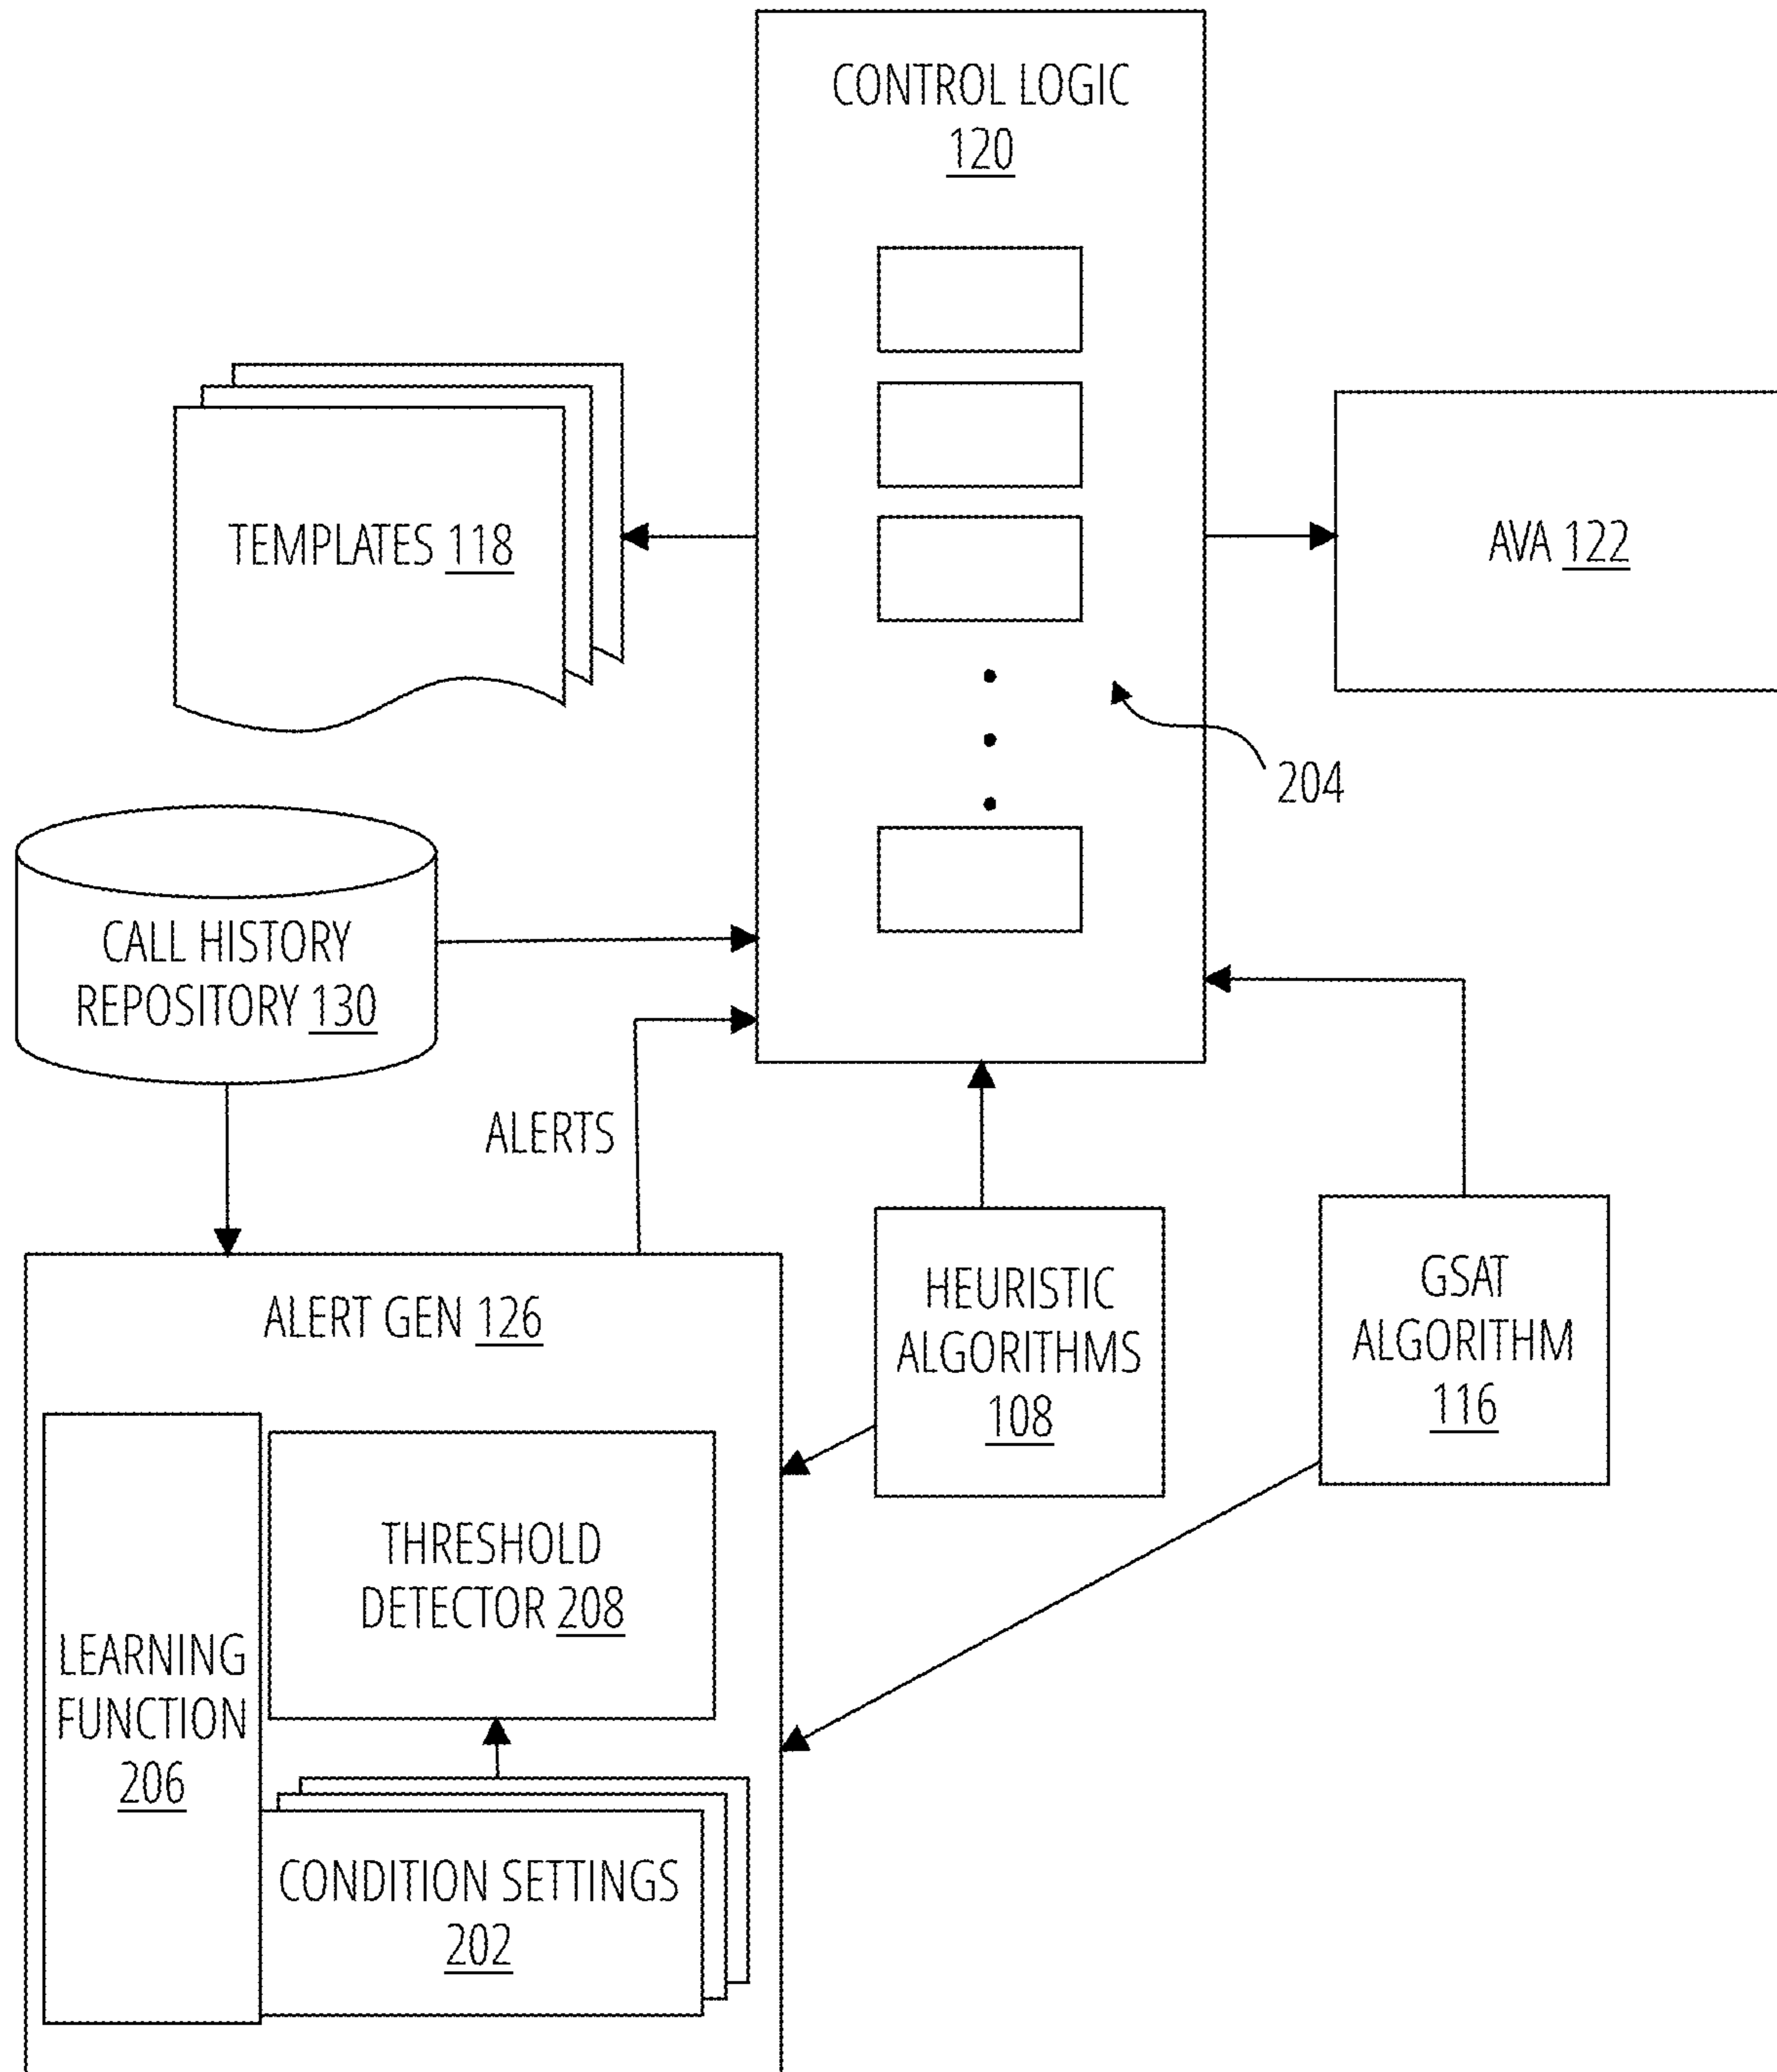 CONTROL LOGIC
120
TEMPLATES 118
AVA 122
204
CALL HISTORY
REPOSITORY 130
ALERTS
ALERT GEN 126
HEURISTIC
ALGORITHMS
108
GSAT
ALGORITHM
116
THRESHOLD
DETECTOR 208
LEARNING
FUNCTION
206
CONDITION SETTINGS
202